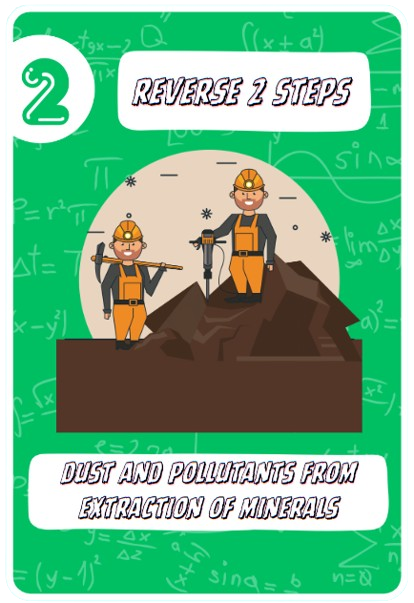 2
REVERSE 2 STEPS
DUST AND POLLUTANTS FROM
EXTRACTION OF MINERALS